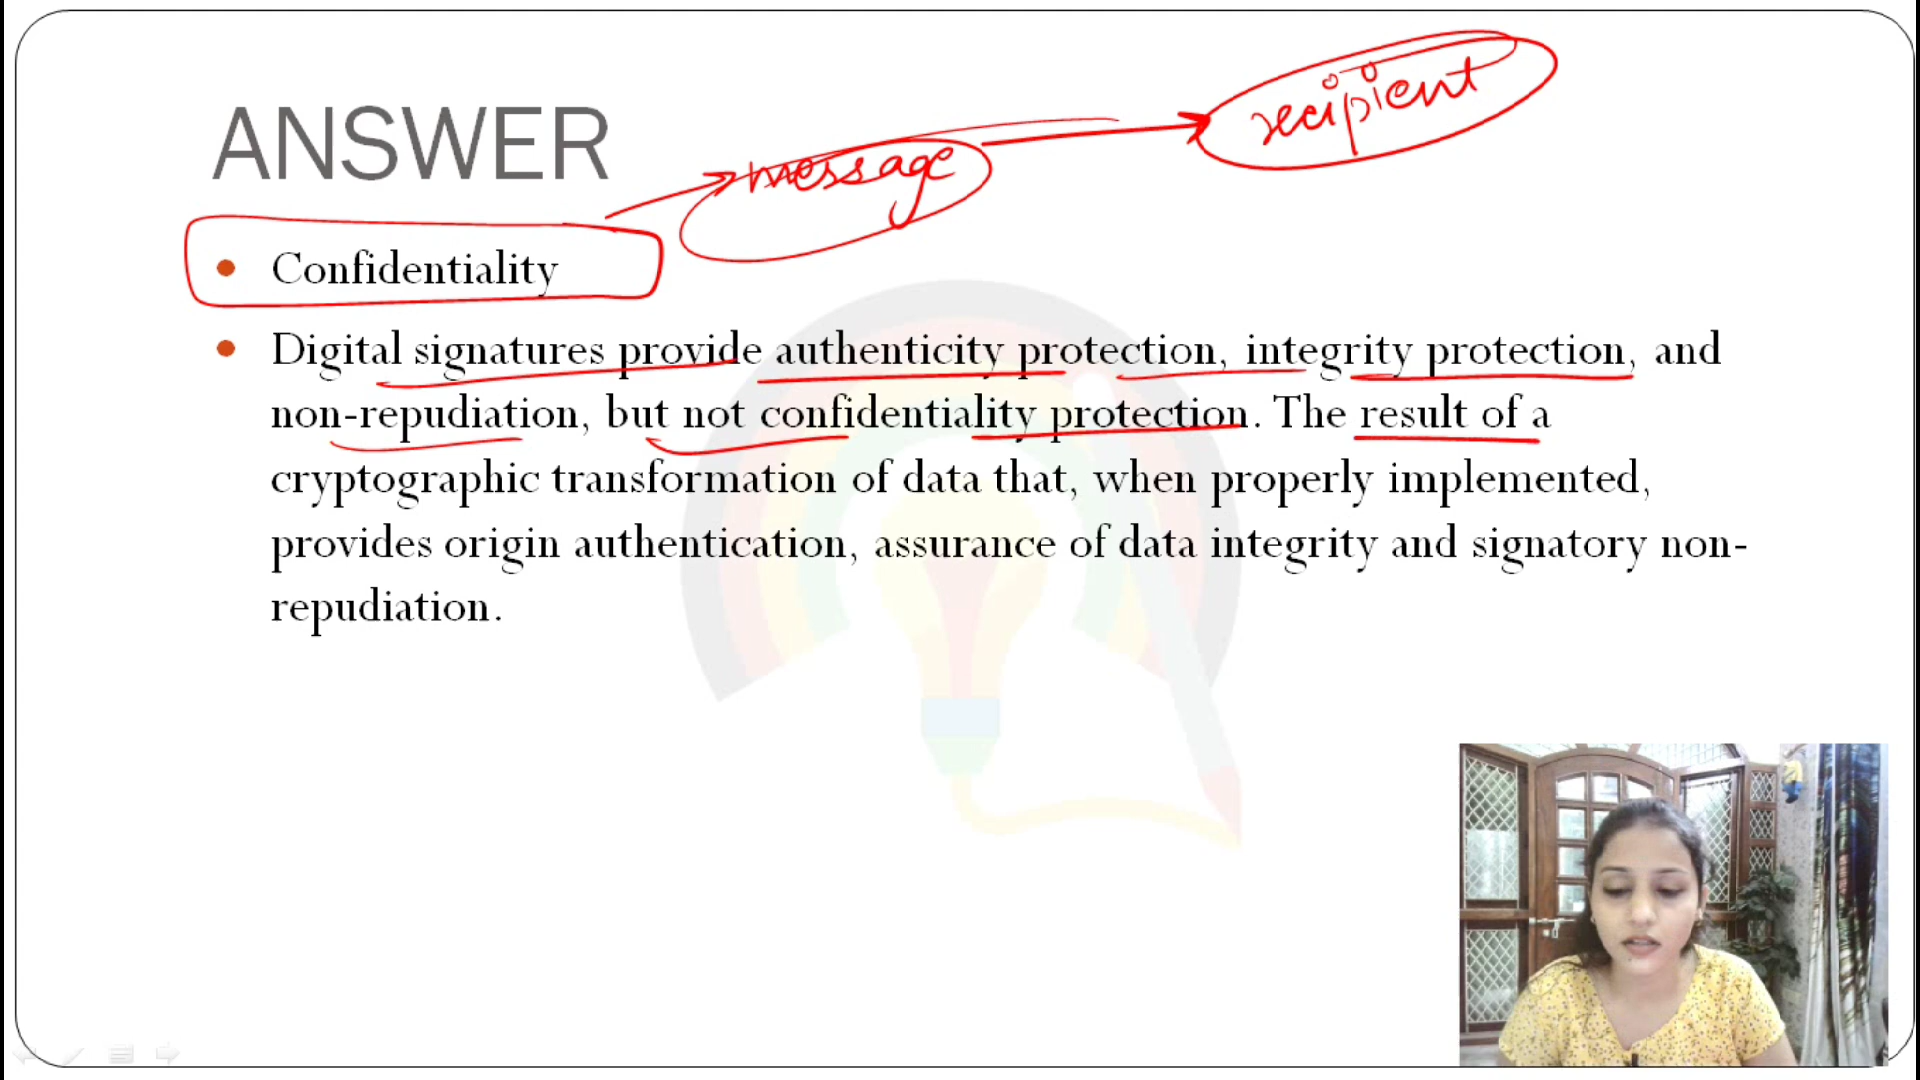 recipient
ANSWER
message
Confidentiality
Digital signatures provide authenticity protection, integrity protection, and
non-repudiation, but not confidentiality protection. The result of a
cryptographic transformation of data that, when properly implemented,
provides origin authentication, assurance of data integrity and signatory non-
repudiation.